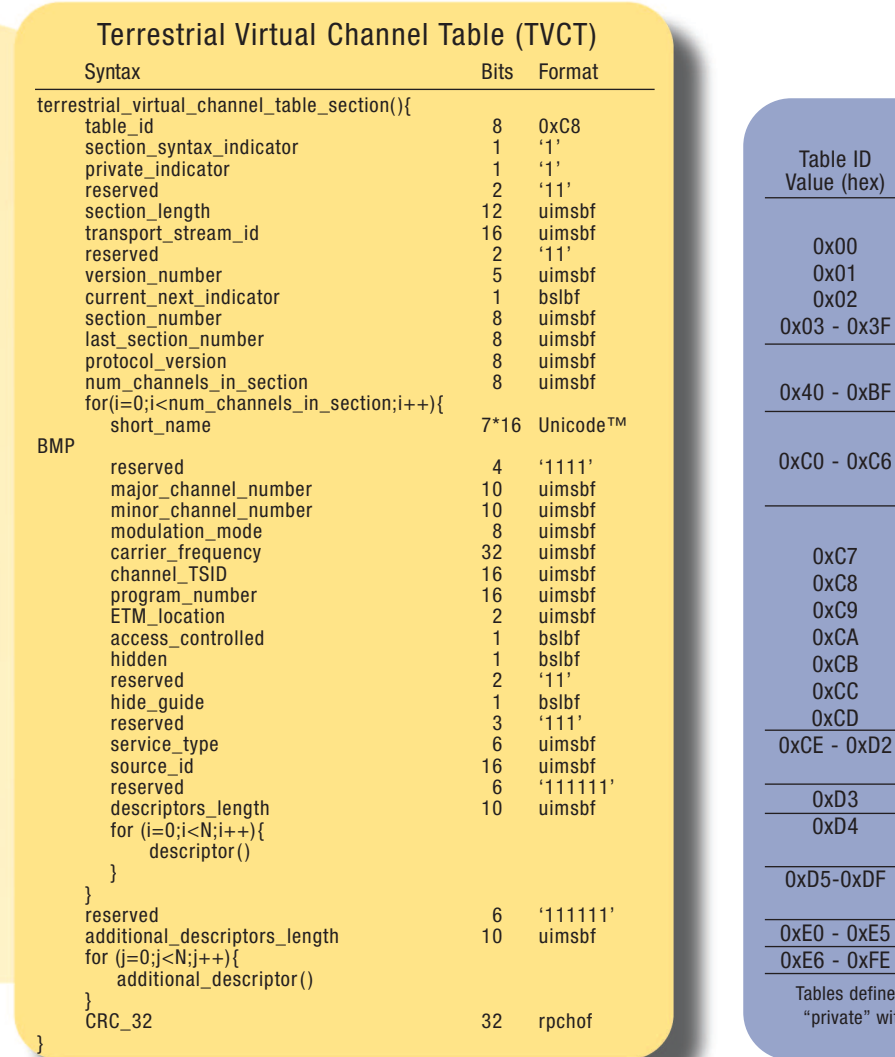 Terrestrial Virtual Channel Table (TVCT)
Syntax Bits Format
terrestrial_virtual_channel_table_section(){
table_id 8 0xC8
section_syntax_indicator 1 ‘1’
private_indicator 1 ‘1’
reserved 2 ‘11’
section_length 12 uimsbf
transport_stream_id 16 uimsbf
reserved 2 ‘11’
version_number 5 uimsbf
current_next_indicator 1 bslbf
section_number 8 uimsbf
last_section_number 8 uimsbf
protocol_version 8 uimsbf
num_channels_in_section 8 uimsbf
for(i=0;i<num_channels_in_section;i++){
short_name 7*16 Unicode™
BMP
reserved 4 ‘1111’
major_channel_number 10 uimsbf
minor_channel_number 10 uimsbf
modulation_mode 8 uimsbf
carrier_frequency 32 uimsbf
channel_TSID 16 uimsbf
program_number 16 uimsbf
ETM_location 2 uimsbf
access_controlled 1 bslbf
hidden 1 bslbf
reserved 2 ‘11’
hide_guide 1 bslbf
reserved 3 ‘111’
service_type 6 uimsbf
source_id 16 uimsbf
reserved 6 ‘111111’
descriptors_length 10 uimsbf
for (i=0;i<N;i++){
descriptor()
}
}
reserved 6 ‘111111’
additional_descriptors_length 10 uimsbf
for (j=0;j<N;j++){
additional_descriptor()
}
CRC_32 32 rpchof
}
Table ID
Value (hex)
0x00
0x01
0x02
0x03 - 0x3F
0x40 - 0xBF
0xC0 - 0xC6
0xC7
0xC8
0xC9
0xCA
0xCB
0xCC
0xCD
0xCE - 0xD2
0xD3
0xD4
0xD5-0xDF
0xE0 - 0xE5
0xE6 - 0xFE
Tables define
“private” wi